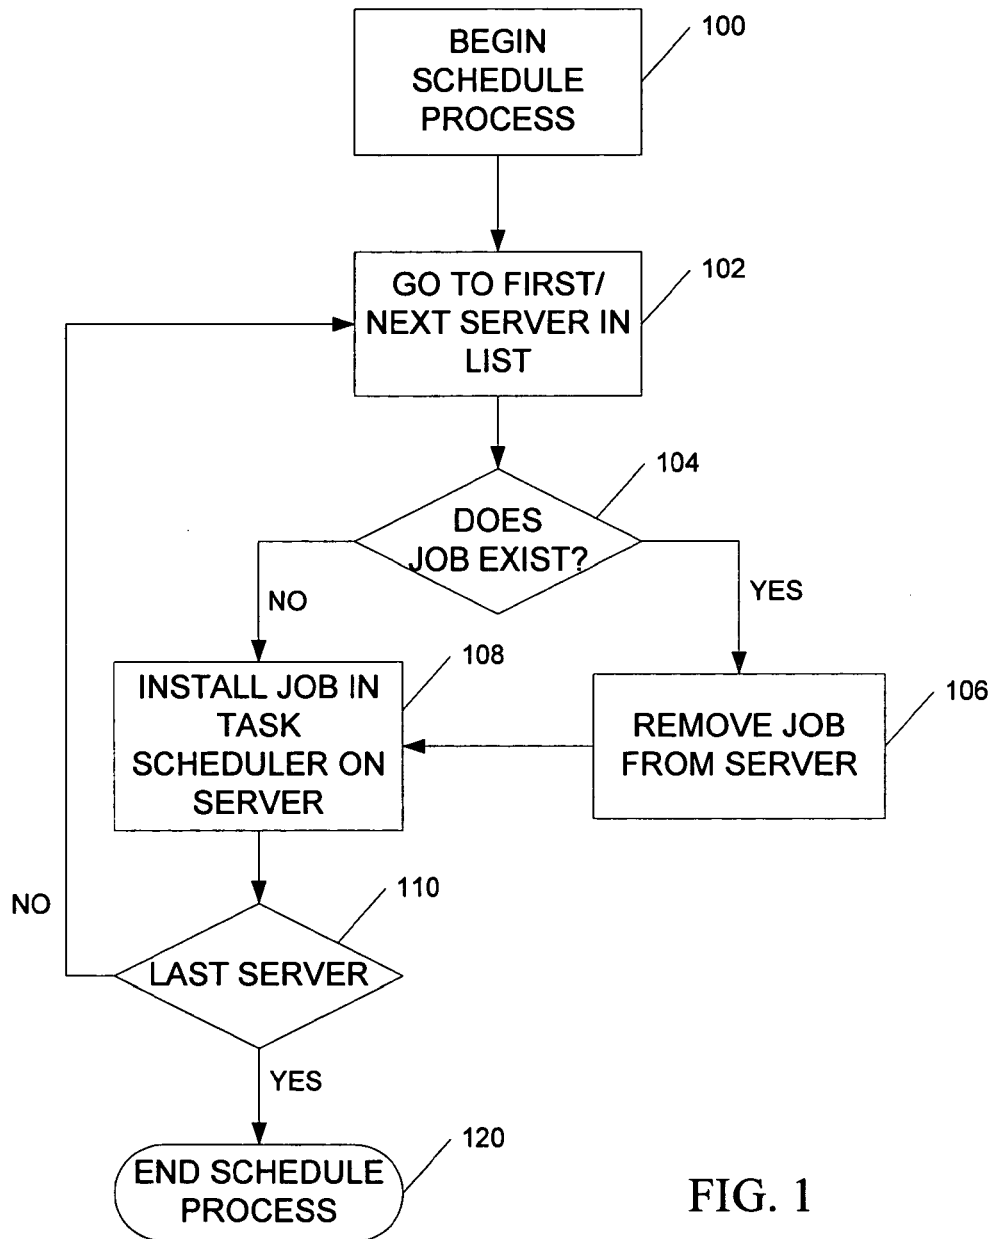 BEGIN
SCHEDULE
PROCESS
100
GO TO FIRST/
NEXT SERVER IN
LIST
102
DOES
JOB EXIST?
104
NO
YES
INSTALL JOB IN
TASK
SCHEDULER ON
SERVER
108
REMOVE JOB
FROM SERVER
106
NO
LAST SERVER
110
YES
END SCHEDULE
PROCESS
120
FIG. 1